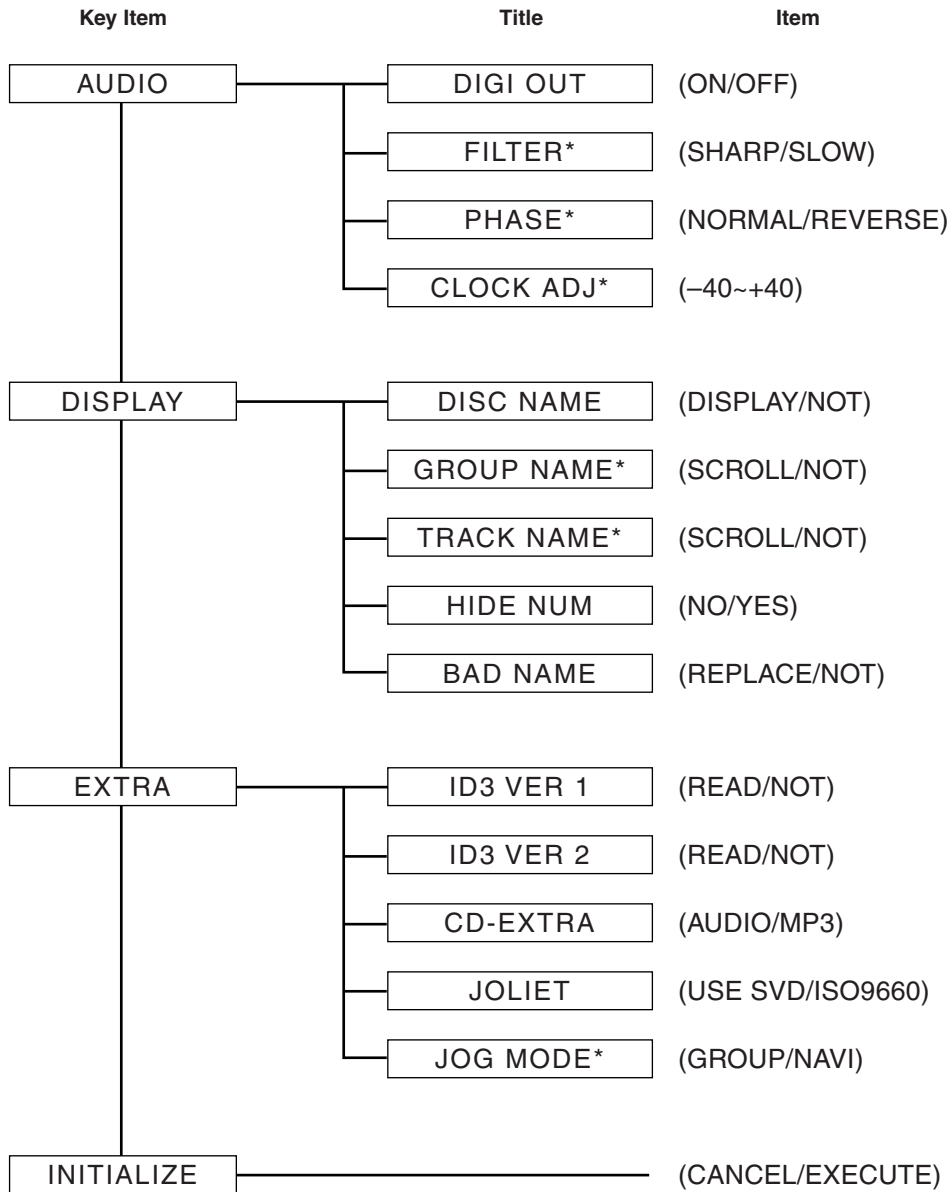 Key Item Title Item
AUDIO DIGI OUT (ON/OFF)
FILTER* (SHARP/SLOW)
PHASE* (NORMAL/REVERSE)
CLOCK ADJ* (–40~+40)
DISPLAY DISC NAME (DISPLAY/NOT)
GROUP NAME* (SCROLL/NOT)
TRACK NAME* (SCROLL/NOT)
HIDE NUM (NO/YES)
BAD NAME (REPLACE/NOT)
EXTRA ID3 VER 1 (READ/NOT)
ID3 VER 2 (READ/NOT)
CD-EXTRA (AUDIO/MP3)
JOLIET (USE SVD/ISO9660)
JOG MODE* (GROUP/NAVI)
INITIALIZE (CANCEL/EXECUTE)